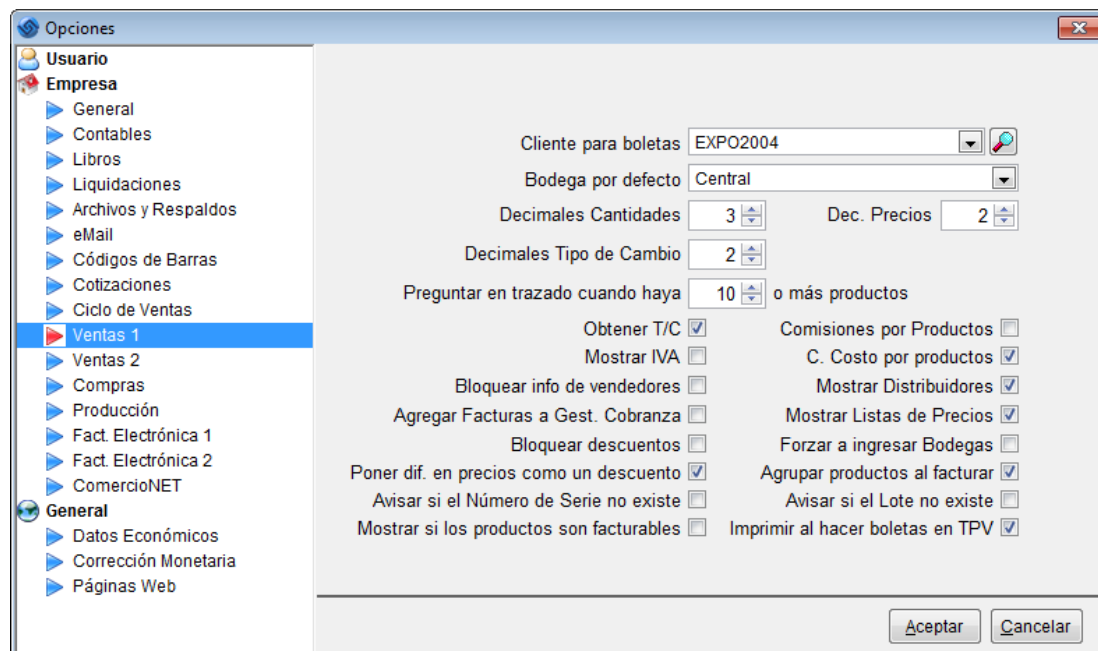 Opciones
Usuario
Empresa
General
Contables
Libros
Liquidaciones
Archivos y Respaldos
eMail
Códigos de Barras
Cotizaciones
Ciclo de Ventas
Ventas 1
Ventas 2
Compras
Producción
Fact. Electrónica 1
Fact. Electrónica 2
ComercioNET
General
Datos Económicos
Corrección Monetaria
Páginas Web
Cliente para boletas EXPO2004
Bodega por defecto Central
Decimales Cantidades 3 Dec. Precios 2
Decimales Tipo de Cambio 2
Preguntar en trazado cuando haya 10 o más productos
Obtener T/C Comisiones por Productos
Mostrar IVA C. Costo por productos
Bloquear info de vendedores Mostrar Distribuidores
Agregar Facturas a Gest. Cobranza Mostrar Listas de Precios
Bloquear descuentos Forzar a ingresar Bodegas
Poner dif. en precios como un descuento Agrupar productos al facturar
Avisar si el Número de Serie no existe Avisar si el Lote no existe
Mostrar si los productos son facturables Imprimir al hacer boletas en TPV
Aceptar Cancelar